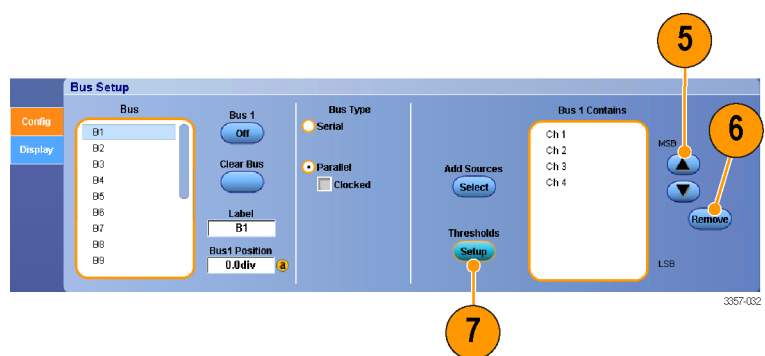 5
Bus Setup
Config
Display
Bus
B1
B2
B3
B4
B5
B6
B7
B8
B9
Bus 1
Off
Clear Bus
Label
B1
Bus1 Position
0.0div a
Bus Type
Serial
Parallel
Clocked
Add Sources
Select
Thresholds
Setup
Bus 1 Contains
Ch 1
Ch 2
Ch 3
Ch 4
MSB
LSB
6
Remove
7
3357-032